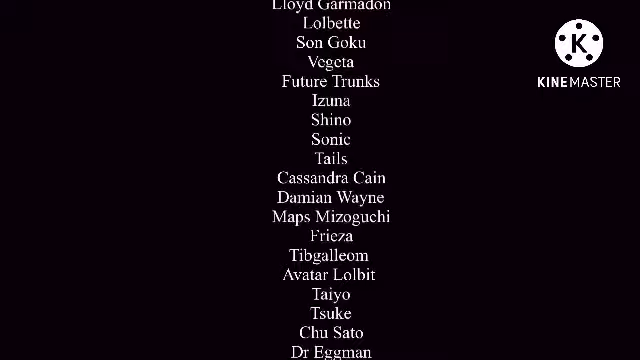 Lloyd Garmadon
Lolbette
Son Goku
Vegeta
Future Trunks
Izuna
Shino
Sonic
Tails
Cassandra Cain
Damian Wayne
Maps Mizoguchi
Frieza
Tibgalleom
Avatar Lolbit
Taiyo
Tsuke
Chu Sato
Dr Eggman
K
KINEMASTER